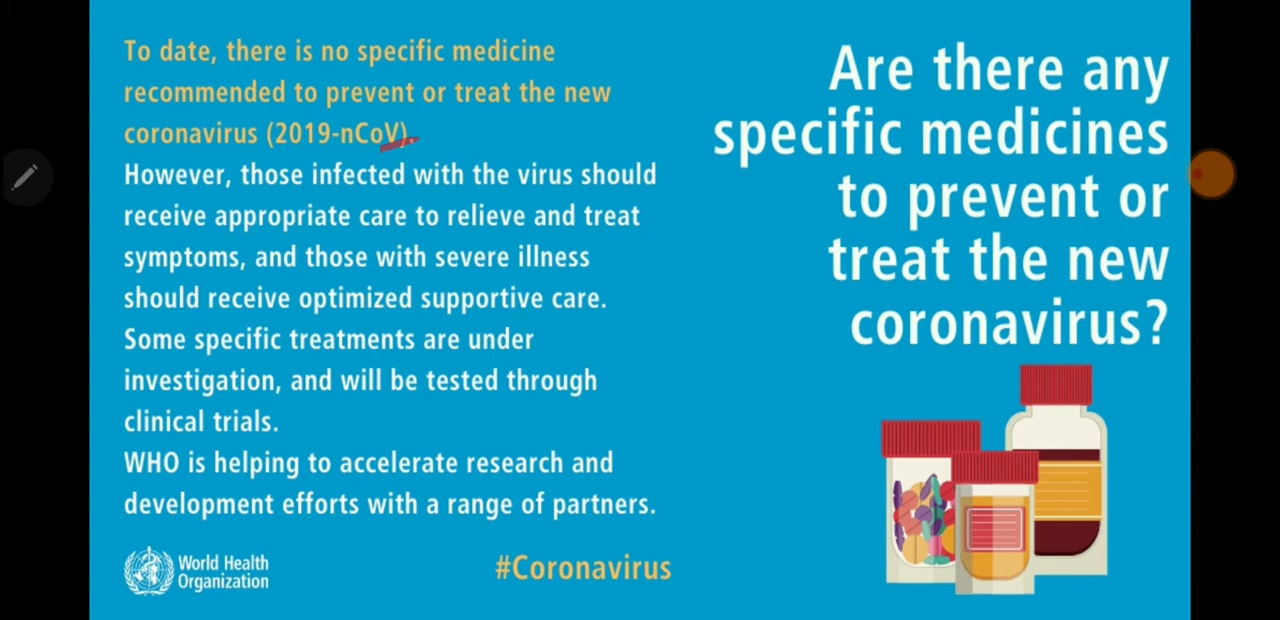 To date, there is no specific medicine
recommended to prevent or treat the new
coronavirus (2019-nCoV).
However, those infected with the virus should
receive appropriate care to relieve and treat
symptoms, and those with severe illness
should receive optimized supportive care.
Some specific treatments are under
investigation, and will be tested through
clinical trials.
WHO is helping to accelerate research and
development efforts with a range of partners.
World Health
Organization
#Coronavirus
Are there any
specific medicines
to prevent or
treat the new
coronavirus?